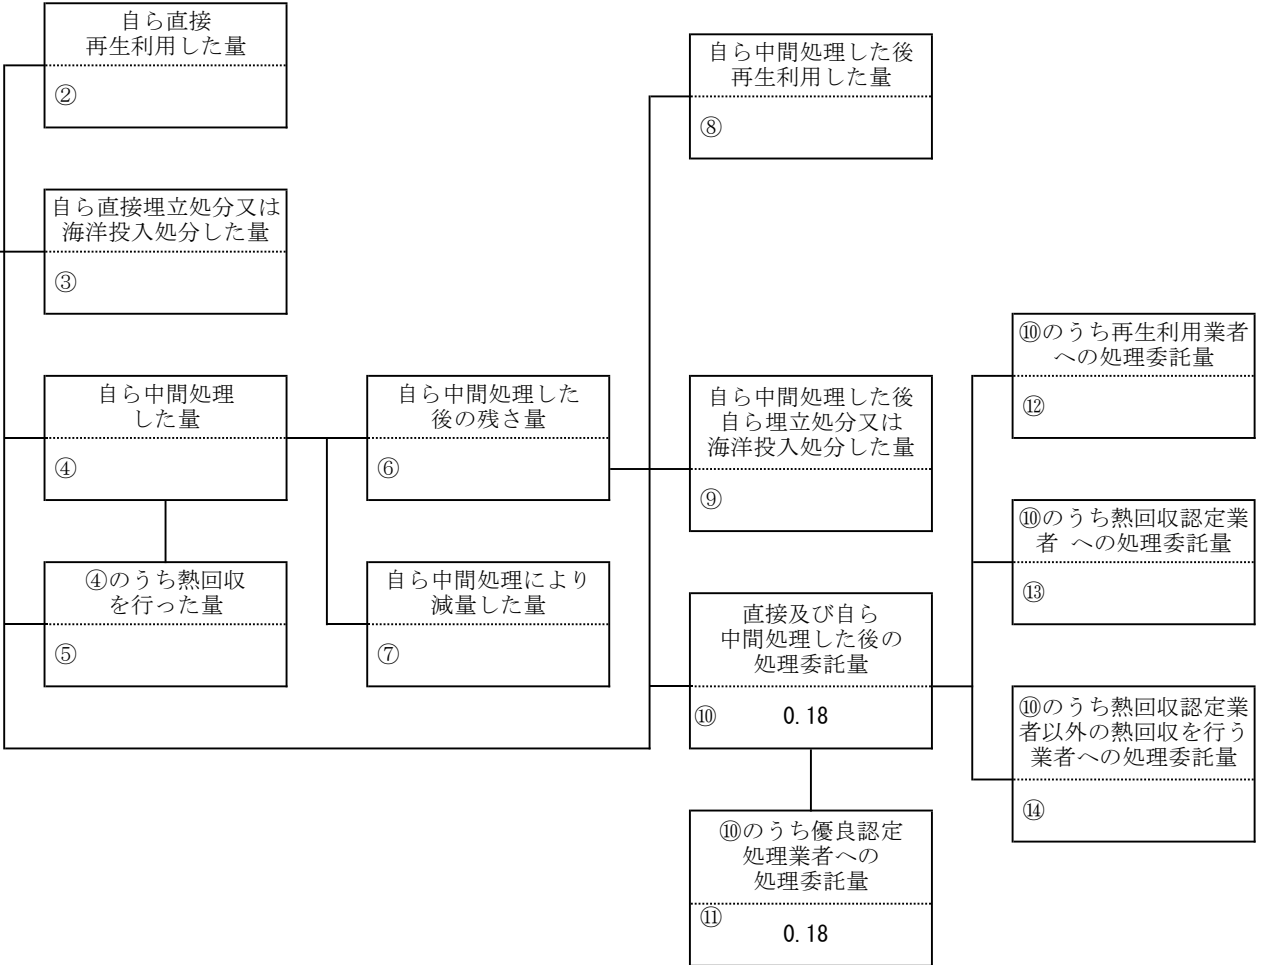 自ら直接
再生利用した量
②
自ら直接埋立処分又は
海洋投入処分した量
③
自ら中間処理
した量
④
④のうち熱回収
を行った量
⑤
自ら中間処理した
後の残さ量
⑥
自ら中間処理により
減量した量
⑦
自ら中間処理した後
再生利用した量
⑧
自ら中間処理した後
自ら埋立処分又は
海洋投入処分した量
⑨
直接及び自ら
中間処理した後の
処理委託量
⑩ 0.18
⑩のうち優良認定
処理業者への
処理委託量
⑪
0.18
⑩のうち再生利用業者
への処理委託量
⑫
⑩のうち熱回収認定業
者 への処理委託量
⑬
⑩のうち熱回収認定業
者以外の熱回収を行う
業者への処理委託量
⑭